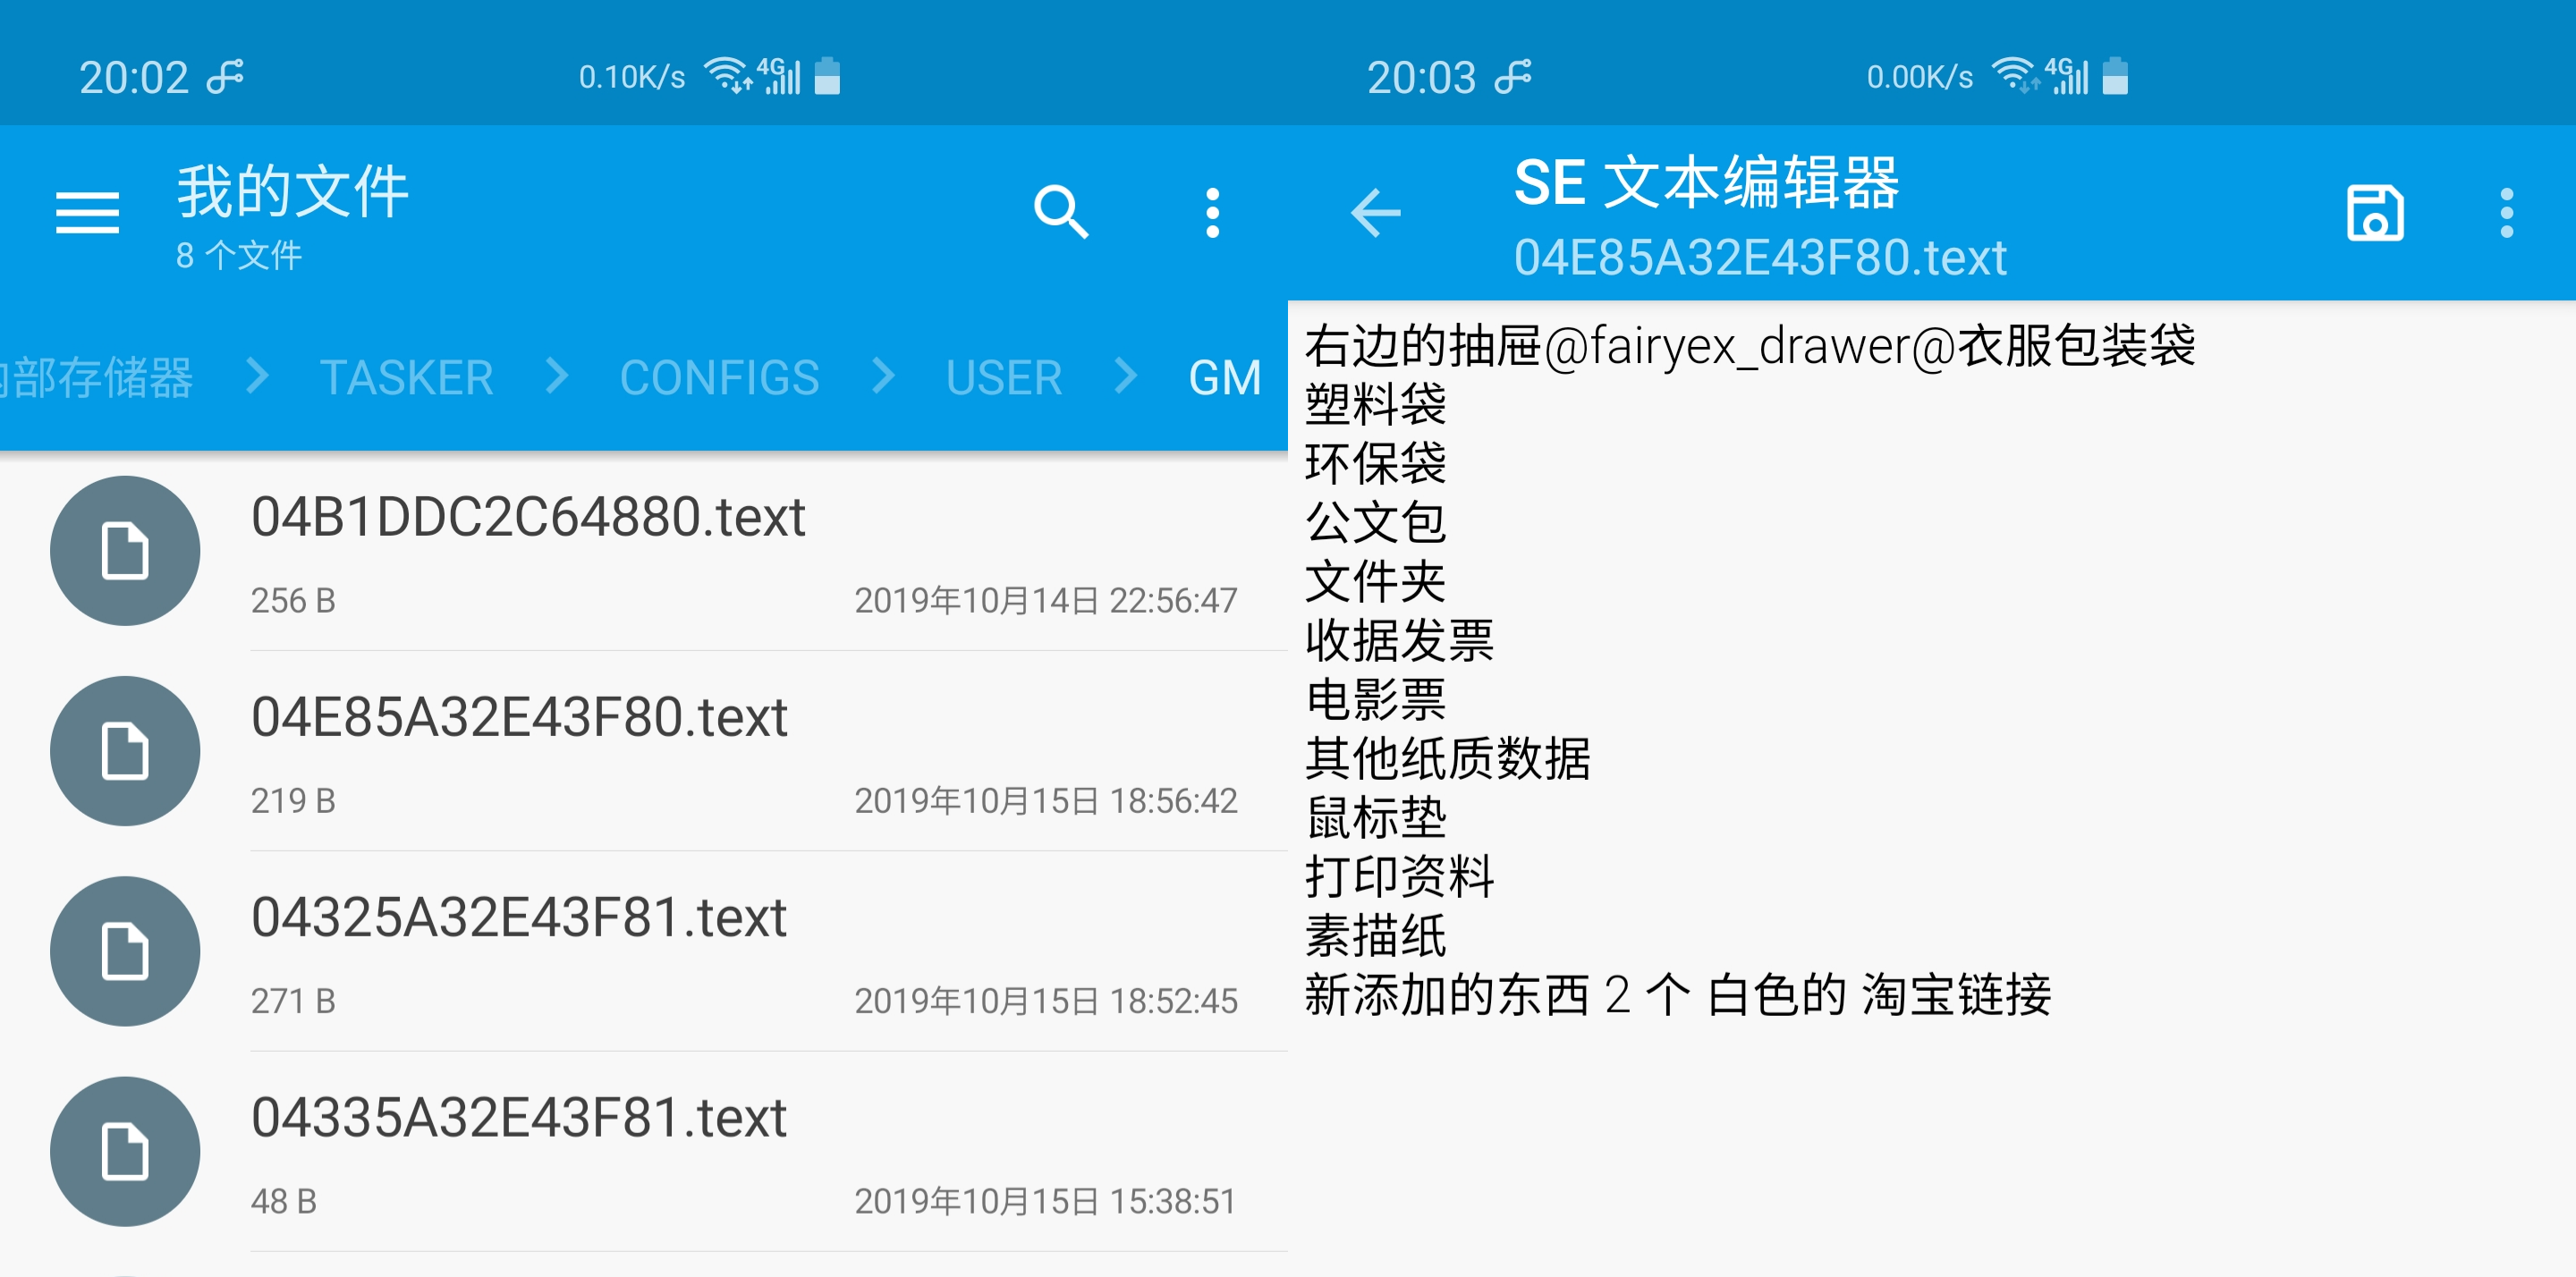 20:02 0.10K/s 4G
我的文件
8 个文件
内部存储器 > TASKER > CONFIGS > USER > GM
04B1DDC2C64880.text
256 B 2019年10月14日 22:56:47
04E85A32E43F80.text
219 B 2019年10月15日 18:56:42
04325A32E43F81.text
271 B 2019年10月15日 18:52:45
04335A32E43F81.text
48 B 2019年10月15日 15:38:51
20:03 0.00K/s 4G
SE 文本编辑器
04E85A32E43F80.text
右边的抽屉@fairyex_drawer@衣服包装袋
塑料袋
环保袋
公文包
文件夹
收据发票
电影票
其他纸质数据
鼠标垫
打印资料
素描纸
新添加的东西 2 个 白色的 淘宝链接